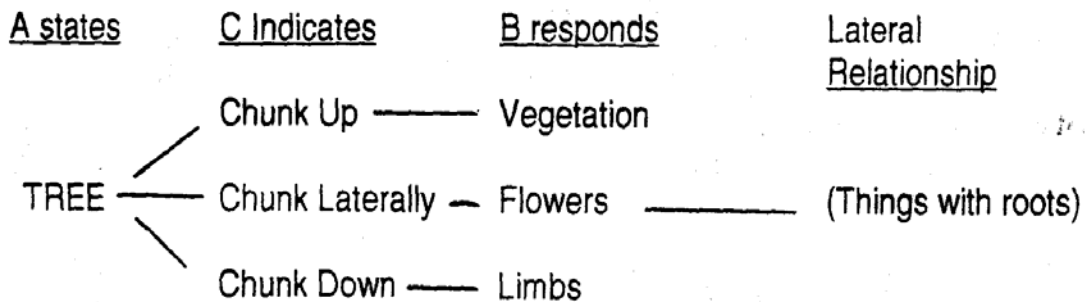 A states C Indicates B responds Lateral
Relationship
Chunk Up Vegetation
TREE Chunk Laterally Flowers (Things with roots)
Chunk Down Limbs